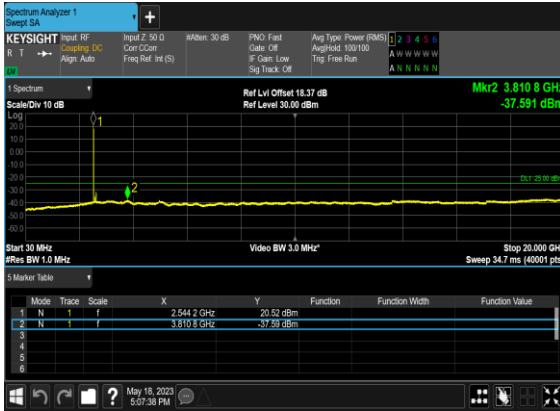 Spectrum Analyzer 1
Swept SA
+
KEYSIGHT Input: RF Input Z: 50 Ω #Atten: 30 dB PNO: Fast Avg Type: Power (RMS) 1 2 3 4 5 6
R T Coupling: DC Corr CCorr Gate: Off Avg|Hold: 100/100 A W W W W W
Align: Auto Freq Ref: Int (S) IF Gain: Low Trig: Free Run
Sig Track: Off A N N N N N
1 Spectrum Ref Lvl Offset 18.37 dB Mkr2 3.810 8 GHz
Scale/Div 10 dB Ref Level 30.00 dBm -37.591 dBm
Log
20.0
10.0
0.00
-10.0
-20.0
-30.0
-40.0
-50.0
-60.0
1
2
DL1 -25.00 dBm
Start 30 MHz Video BW 3.0 MHz* Stop 20.000 GHz
#Res BW 1.0 MHz Sweep 34.7 ms (40001 pts)
5 Marker Table
Mode Trace Scale X Y Function Function Width Function Value
1 N 1 f 2.544 2 GHz 20.52 dBm
2 N 1 f 3.810 8 GHz -37.59 dBm
3
4
5
6
? May 18, 2023
5:07:38 PM